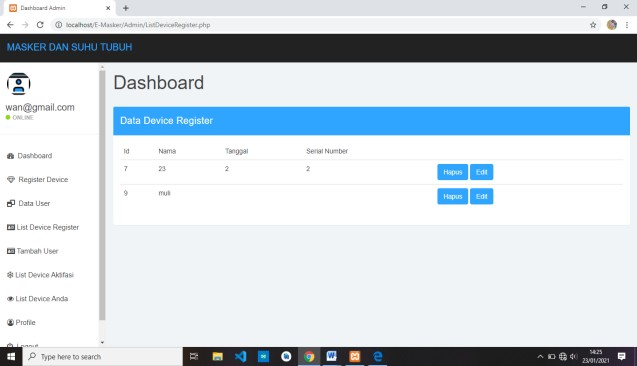 Dashboard Admin
localhost/E-Masker/Admin/ListDeviceRegister.php
MASKER DAN SUHU TUBUH
wan@gmail.com
ONLINE
Dashboard
Register Device
Data User
List Device Register
Tambah User
List Device Aktifasi
List Device Anda
Profile
Logout
Dashboard
Data Device Register
Id Nama Tanggal Serial Number
7 23 2 2 Hapus Edit
9 muli Hapus Edit
Type here to search
14:25
23/01/2021